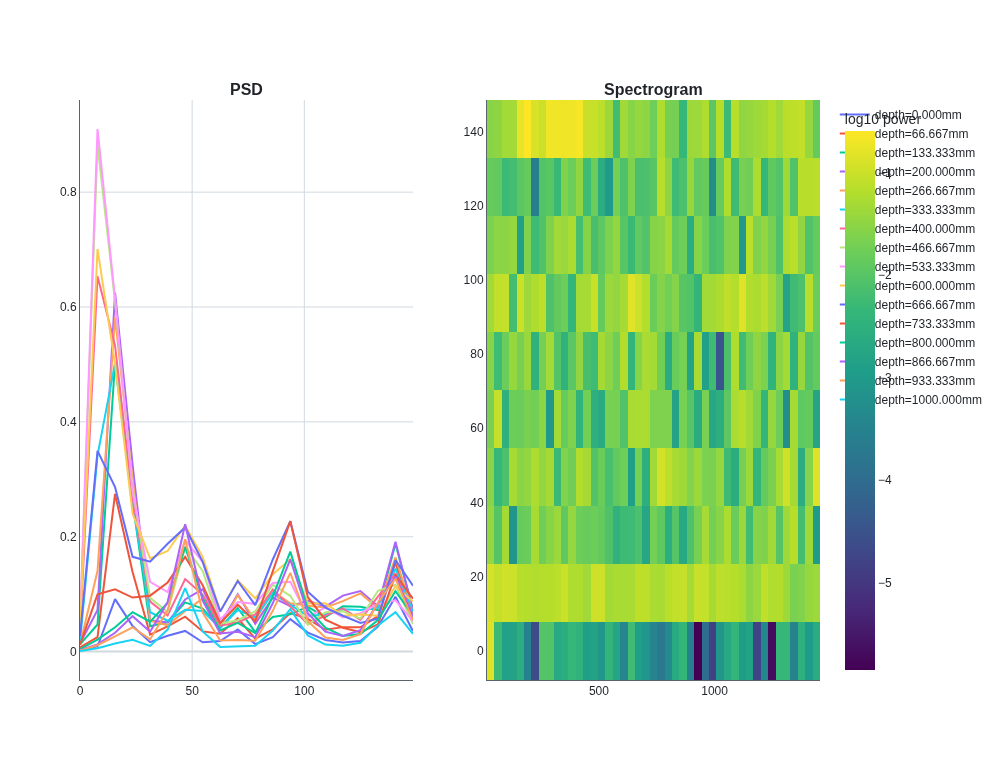 PSD
Spectrogram
0.8
0.6
0.4
0.2
0
0
50
100
140
120
100
80
60
40
20
0
500
1000
log10 power
−1
−2
−3
−4
−5
depth=0.000mm
depth=66.667mm
depth=133.333mm
depth=200.000mm
depth=266.667mm
depth=333.333mm
depth=400.000mm
depth=466.667mm
depth=533.333mm
depth=600.000mm
depth=666.667mm
depth=733.333mm
depth=800.000mm
depth=866.667mm
depth=933.333mm
depth=1000.000mm